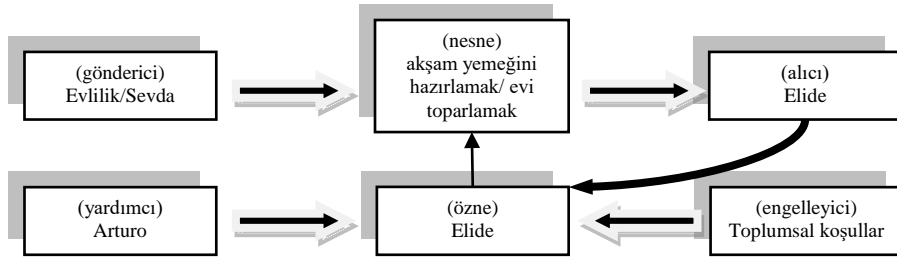 (gönderici)
Evlilik/Sevda
(nesne)
akşam yemeğini
hazırlamak/ evi
toparlamak
(alıcı)
Elide
(yardımcı)
Arturo
(özne)
Elide
(engelleyici)
Toplumsal koşullar